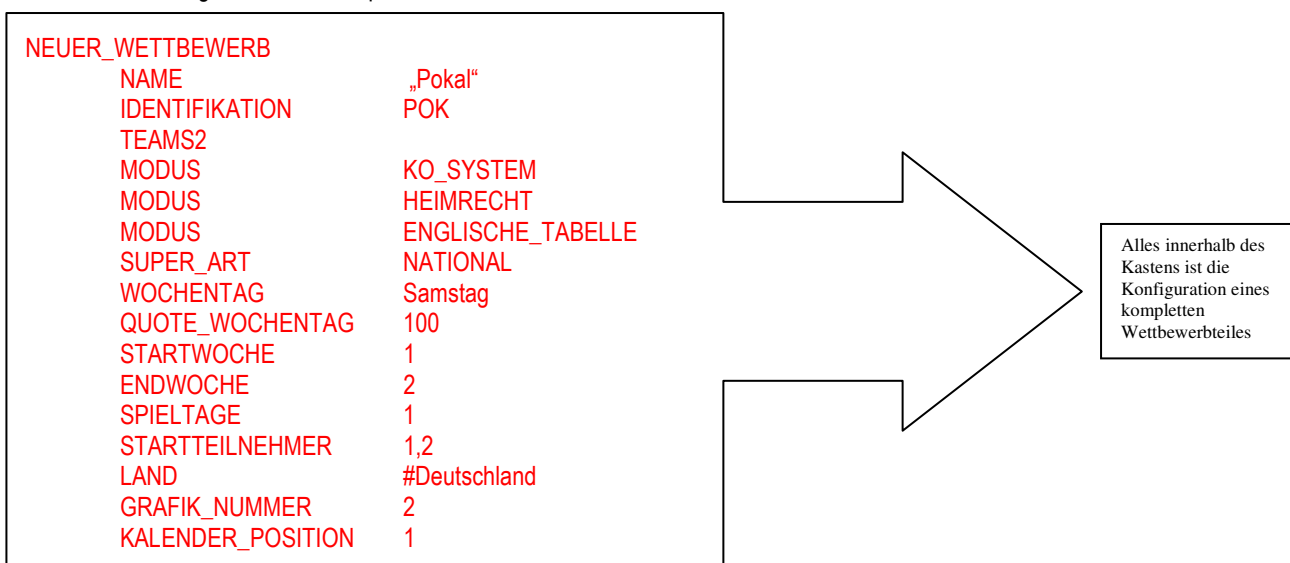 NEUER_WETTBEWERB
NAME „Pokal“
IDENTIFIKATION POK
TEAMS2
MODUS KO_SYSTEM
MODUS HEIMRECHT
MODUS ENGLISCHE_TABELLE
SUPER_ART NATIONAL
WOCHENTAG Samstag
QUOTE_WOCHENTAG 100
STARTWOCHE 1
ENDWOCHE 2
SPIELTAGE 1
STARTTEILNEHMER 1,2
LAND #Deutschland
GRAFIK_NUMMER 2
KALENDER_POSITION 1
Alles innerhalb des
Kastens ist die
Konfiguration eines
kompletten
Wettbewerbteiles